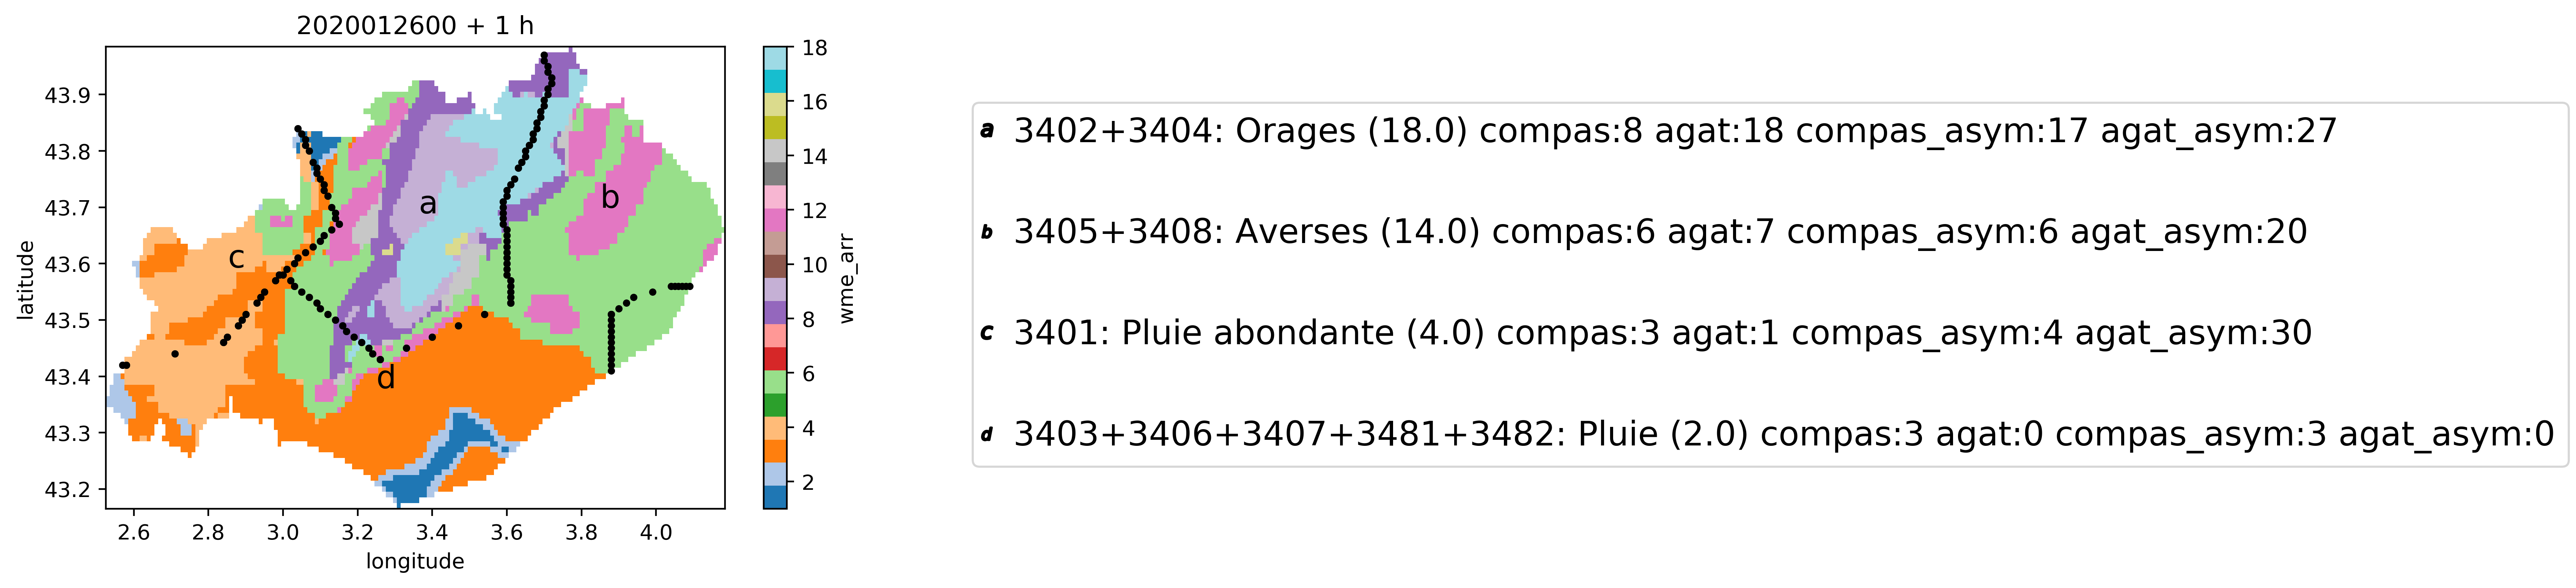 2020012600 + 1 h
43.9
43.8
43.7
43.6
43.5
43.4
43.3
43.2
latitude
2.6 2.8 3.0 3.2 3.4 3.6 3.8 4.0
longitude
a
b
c
d
18
16
14
12
10
8
6
4
2
wme_arr
a 3402+3404: Orages (18.0) compas:8 agat:18 compas_asym:17 agat_asym:27
b 3405+3408: Averses (14.0) compas:6 agat:7 compas_asym:6 agat_asym:20
c 3401: Pluie abondante (4.0) compas:3 agat:1 compas_asym:4 agat_asym:30
d 3403+3406+3407+3481+3482: Pluie (2.0) compas:3 agat:0 compas_asym:3 agat_asym:0